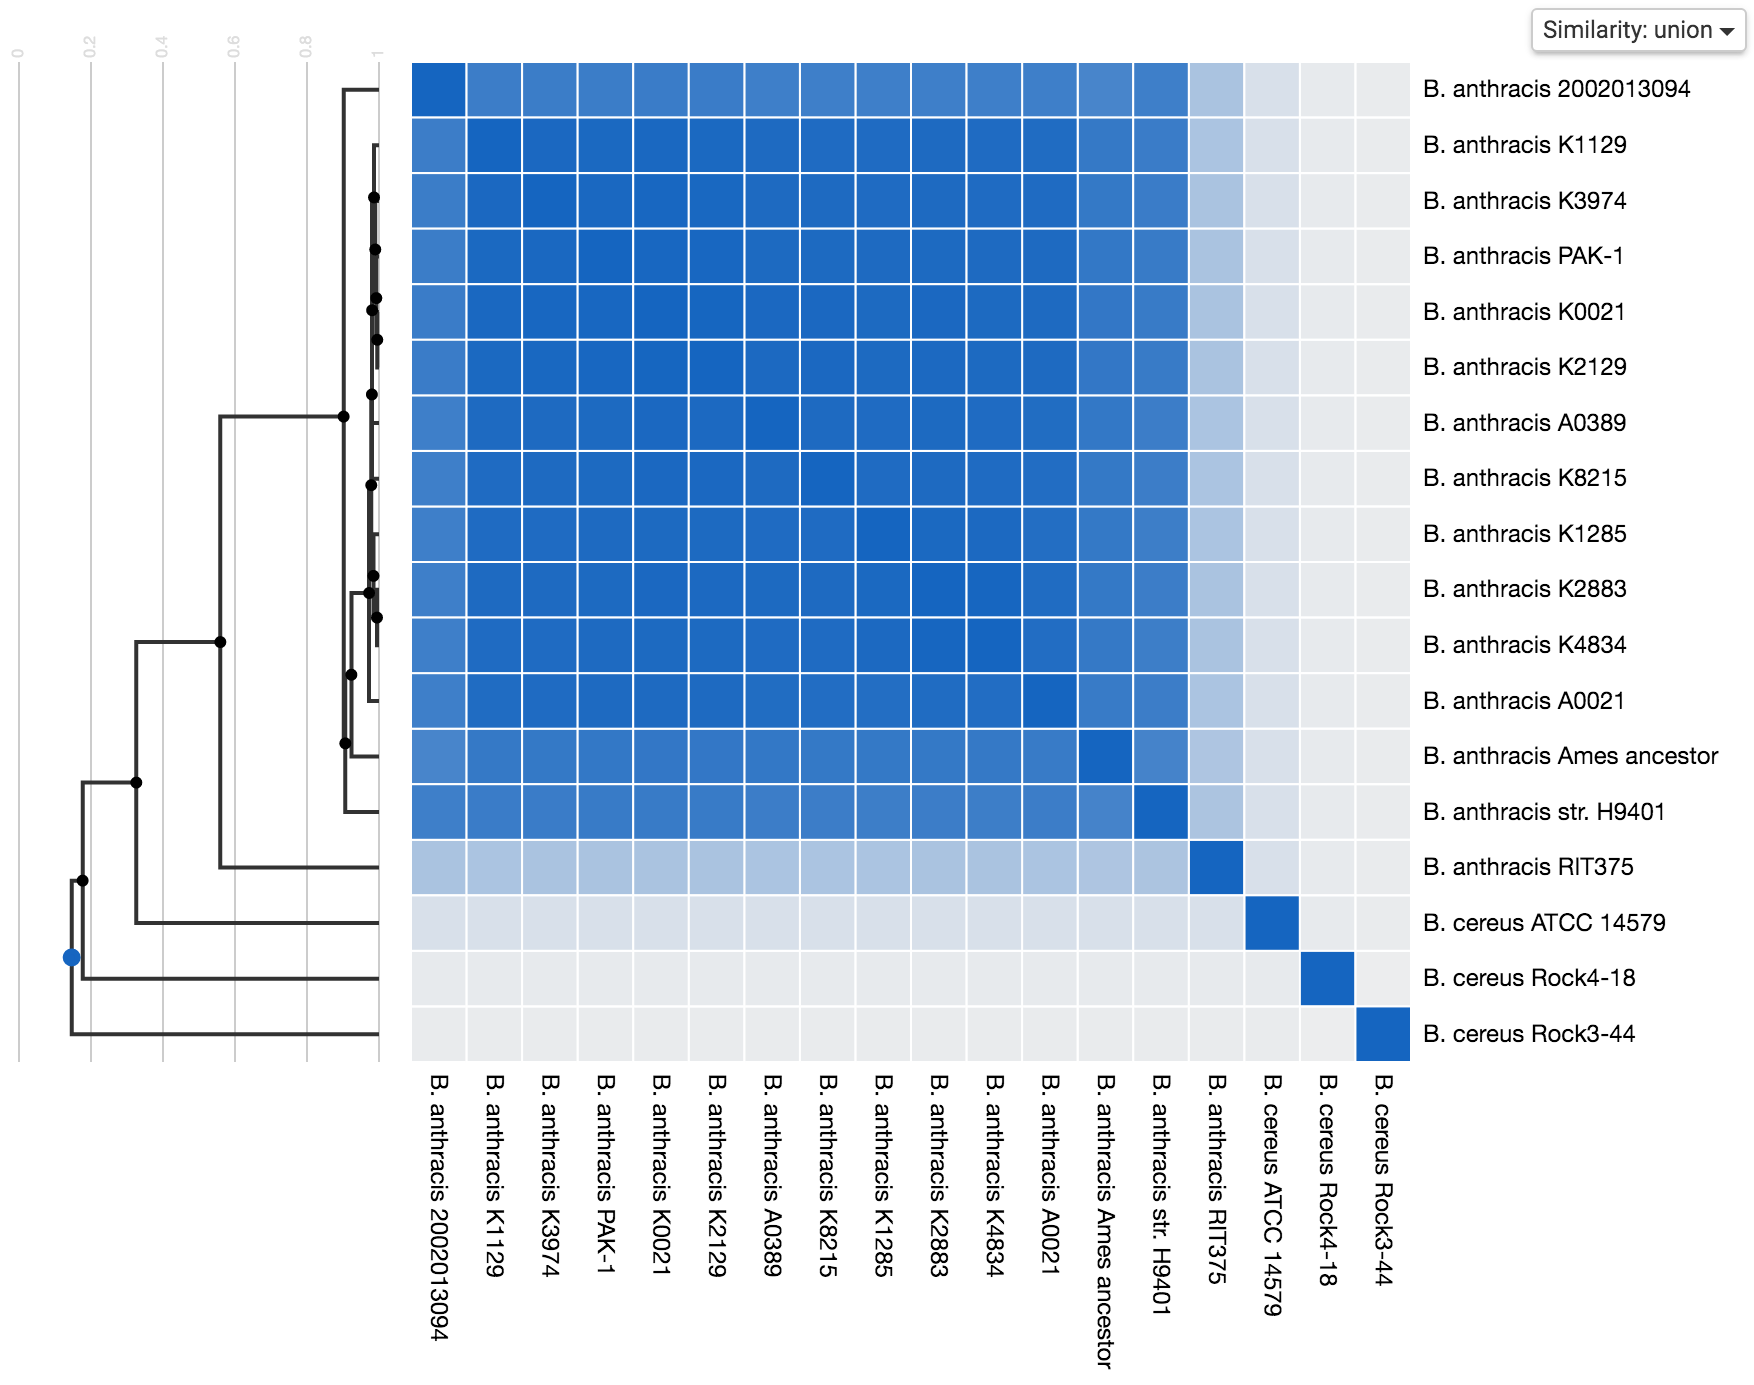 Similarity: union
0
0.2
0.4
0.6
0.8
1
B. anthracis 2002013094
B. anthracis K1129
B. anthracis K3974
B. anthracis PAK-1
B. anthracis K0021
B. anthracis K2129
B. anthracis A0389
B. anthracis K8215
B. anthracis K1285
B. anthracis K2883
B. anthracis K4834
B. anthracis A0021
B. anthracis Ames ancestor
B. anthracis str. H9401
B. anthracis RIT375
B. cereus ATCC 14579
B. cereus Rock4-18
B. cereus Rock3-44
B. anthracis 2002013094
B. anthracis K1129
B. anthracis K3974
B. anthracis PAK-1
B. anthracis K0021
B. anthracis K2129
B. anthracis A0389
B. anthracis K8215
B. anthracis K1285
B. anthracis K2883
B. anthracis K4834
B. anthracis A0021
B. anthracis Ames ancestor
B. anthracis str. H9401
B. anthracis RIT375
B. cereus ATCC 14579
B. cereus Rock4-18
B. cereus Rock3-44